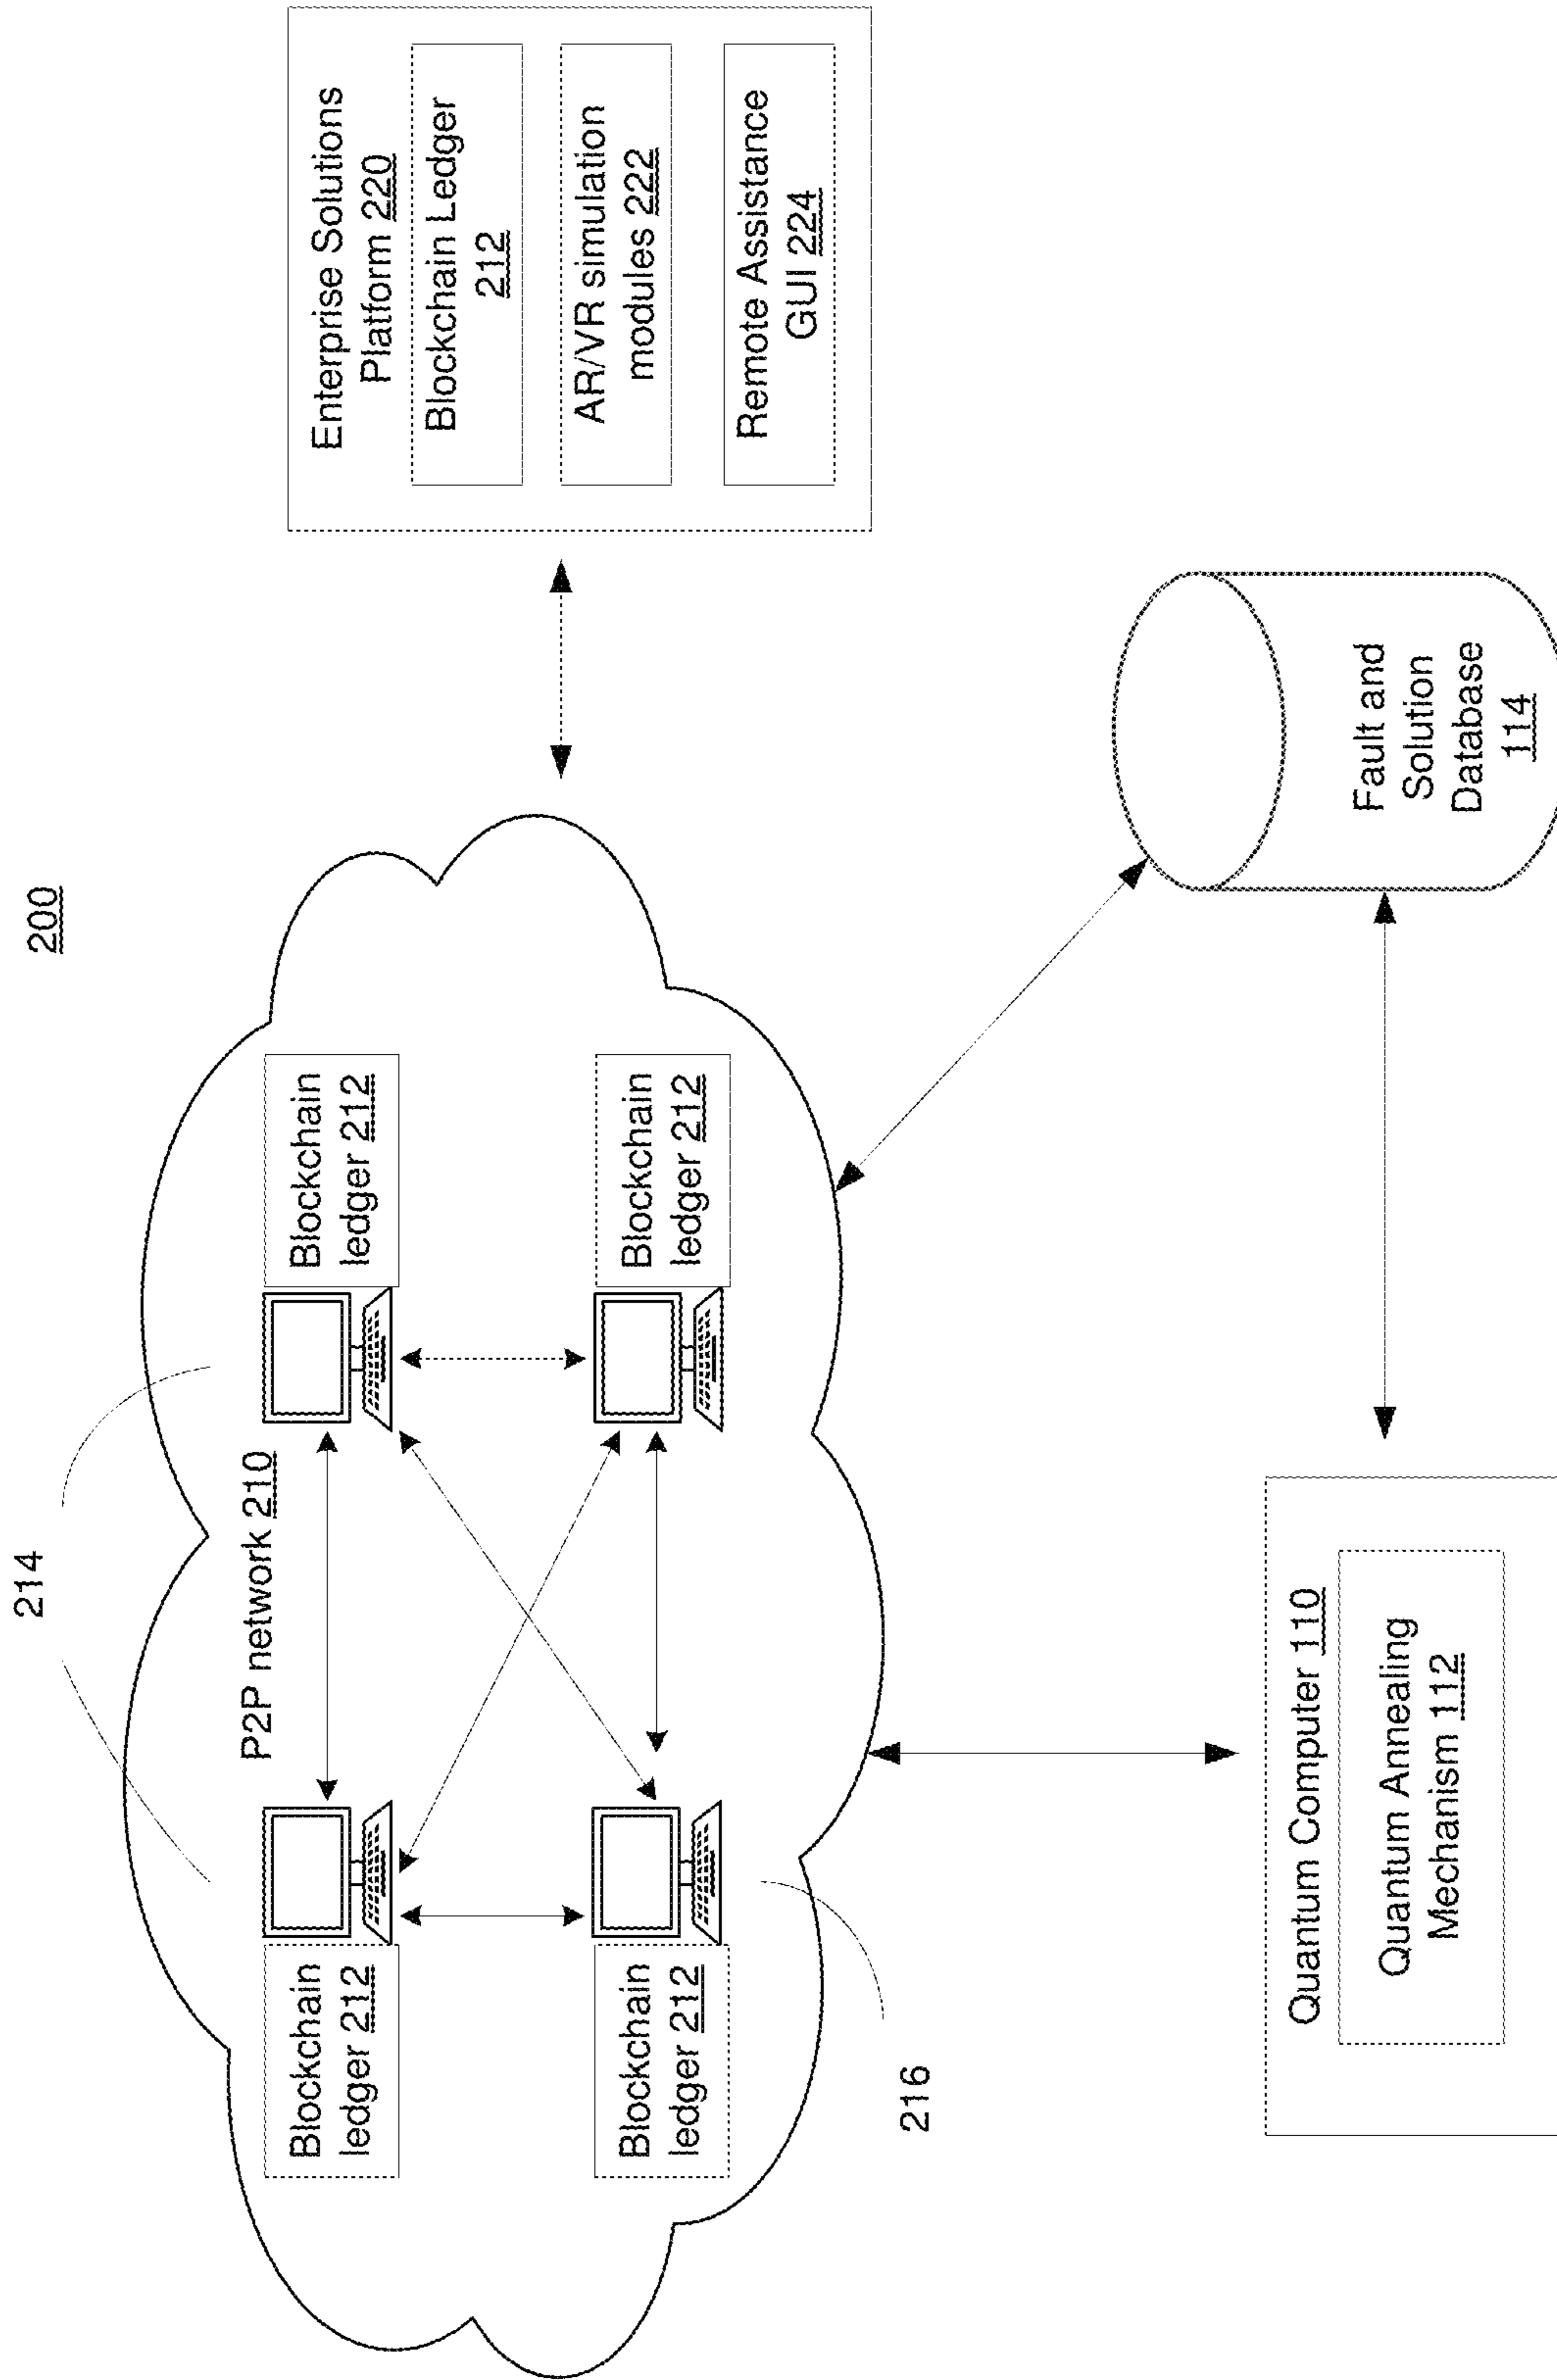 200
214
P2P network 210
Blockchain
ledger 212
Blockchain
ledger 212
Blockchain
ledger 212
Blockchain
ledger 212
216
Enterprise Solutions
Platform 220
Blockchain Ledger
212
AR/VR simulation
modules 222
Remote Assistance
GUI 224
Quantum Computer 110
Quantum Annealing
Mechanism 112
Fault and
Solution
Database
114